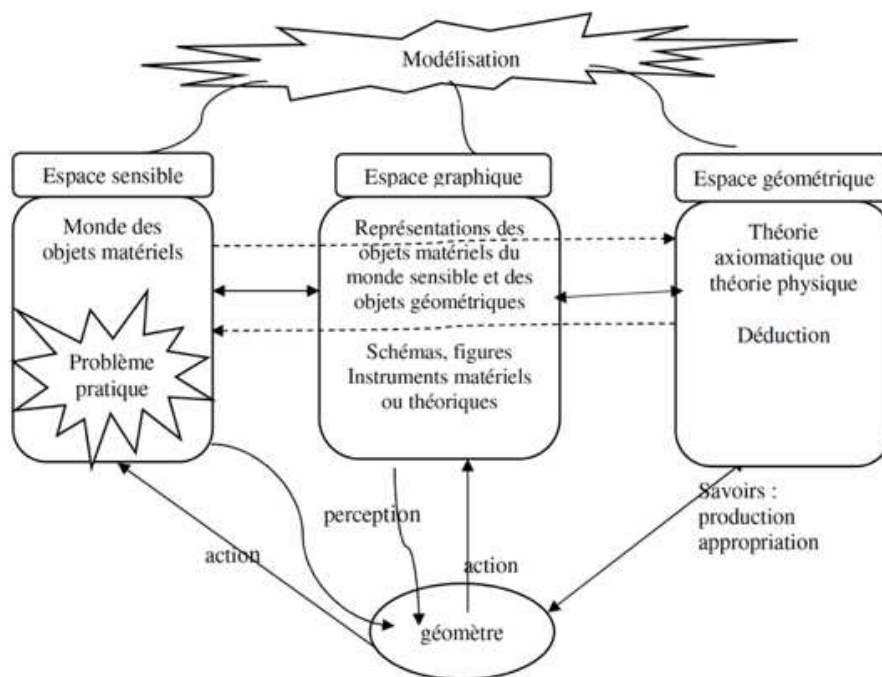 Modélisation
Espace sensible
Espace graphique
Espace géométrique
Monde des
objets matériels
Problème
pratique
Représentations des
objets matériels du
monde sensible et des
objets géométriques
Schémas, figures
Instruments matériels
ou théoriques
Théorie
axiomatique ou
théorie physique
Déduction
perception
action
action
Savoirs :
production
appropriation
géomètre